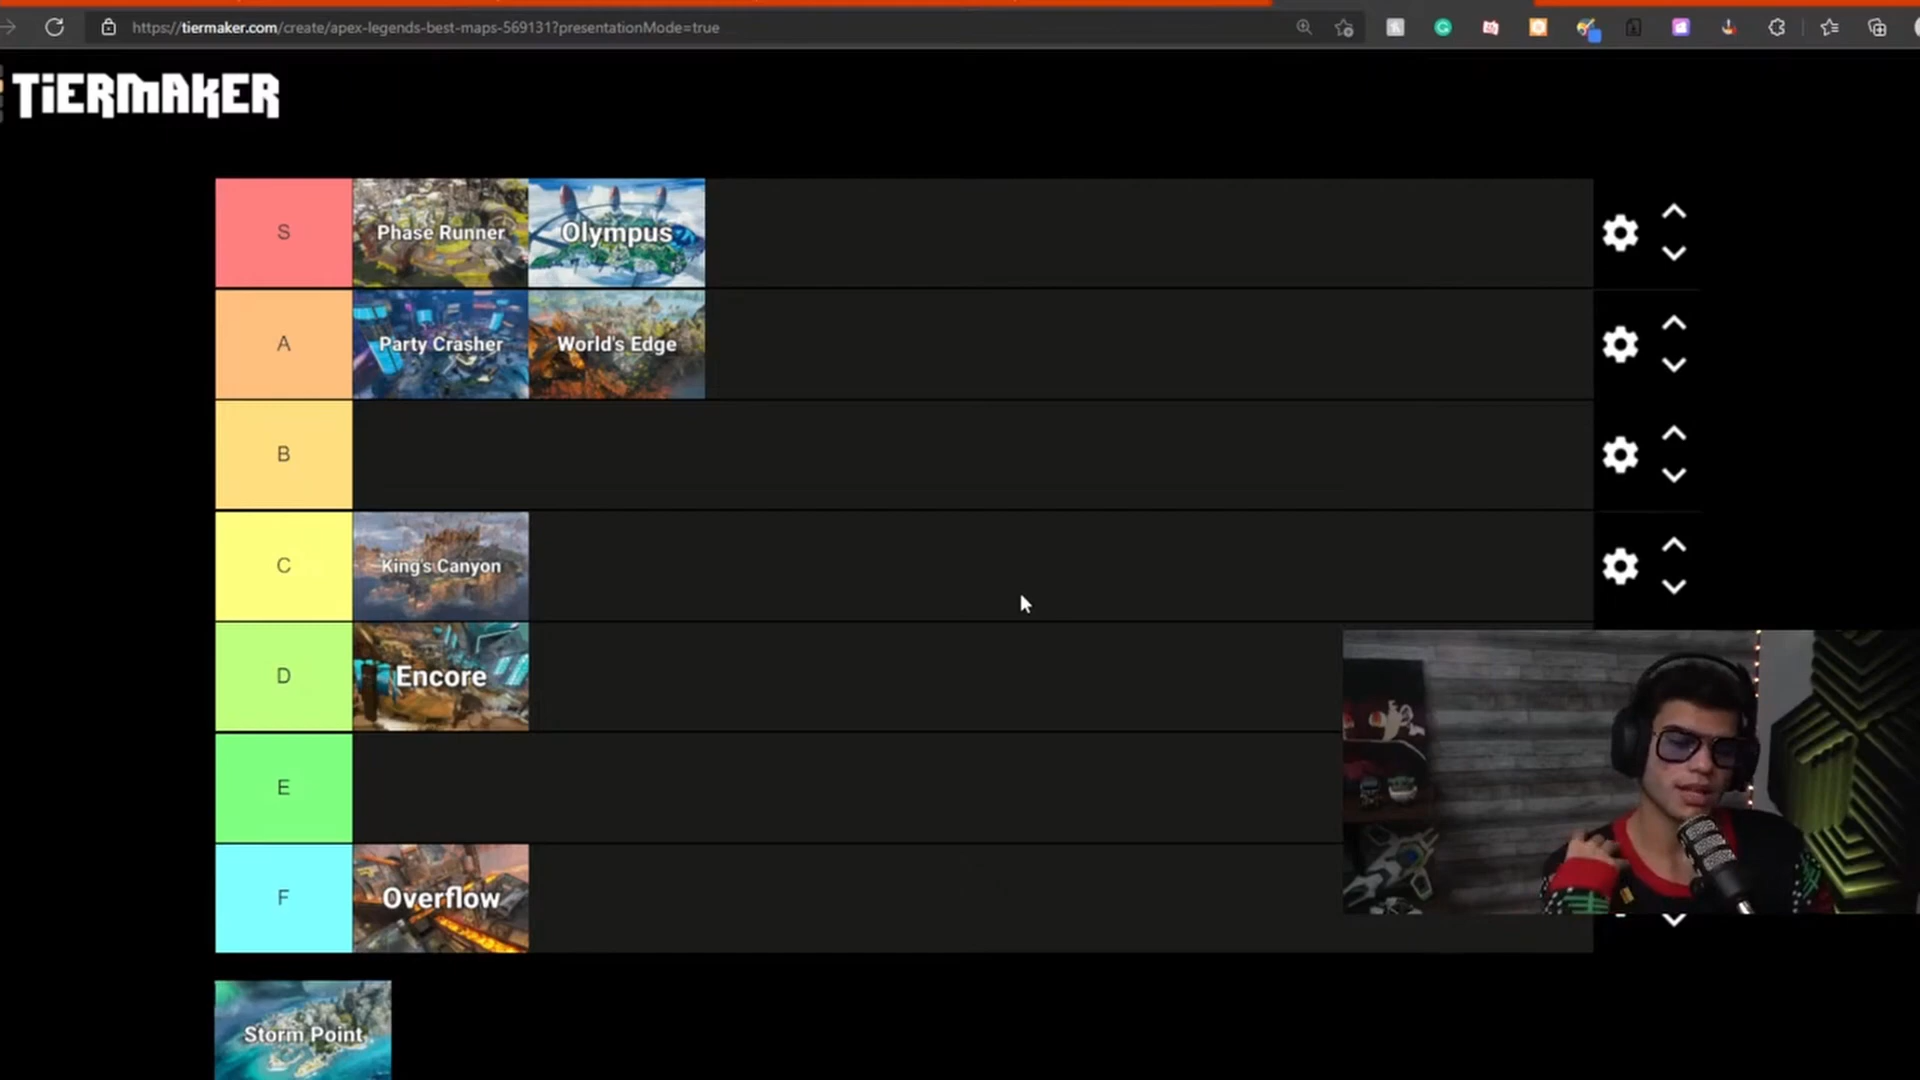 https://tiermaker.com/create/apex-legends-best-maps-569131?presentationMode=true
TiERMAKER
S
Phase Runner
Olympus
A
Party Crasher
World's Edge
B
C
King's Canyon
D
Encore
E
F
Overflow
Storm Point